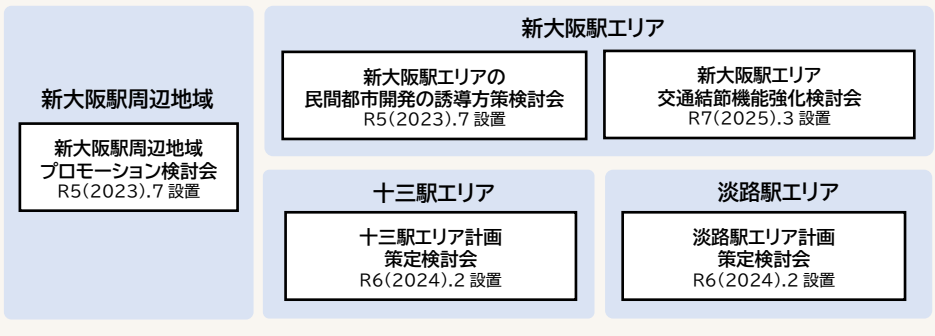 新大阪駅周辺地域
新大阪駅周辺地域
プロモーション検討会
R5(2023).7 設置
新大阪駅エリア
新大阪駅エリアの
民間都市開発の誘導方策検討会
R5(2023).7 設置
新大阪駅エリア
交通結節機能強化検討会
R7(2025).3 設置
十三駅エリア
十三駅エリア計画
策定検討会
R6(2024).2 設置
淡路駅エリア
淡路駅エリア計画
策定検討会
R6(2024).2 設置